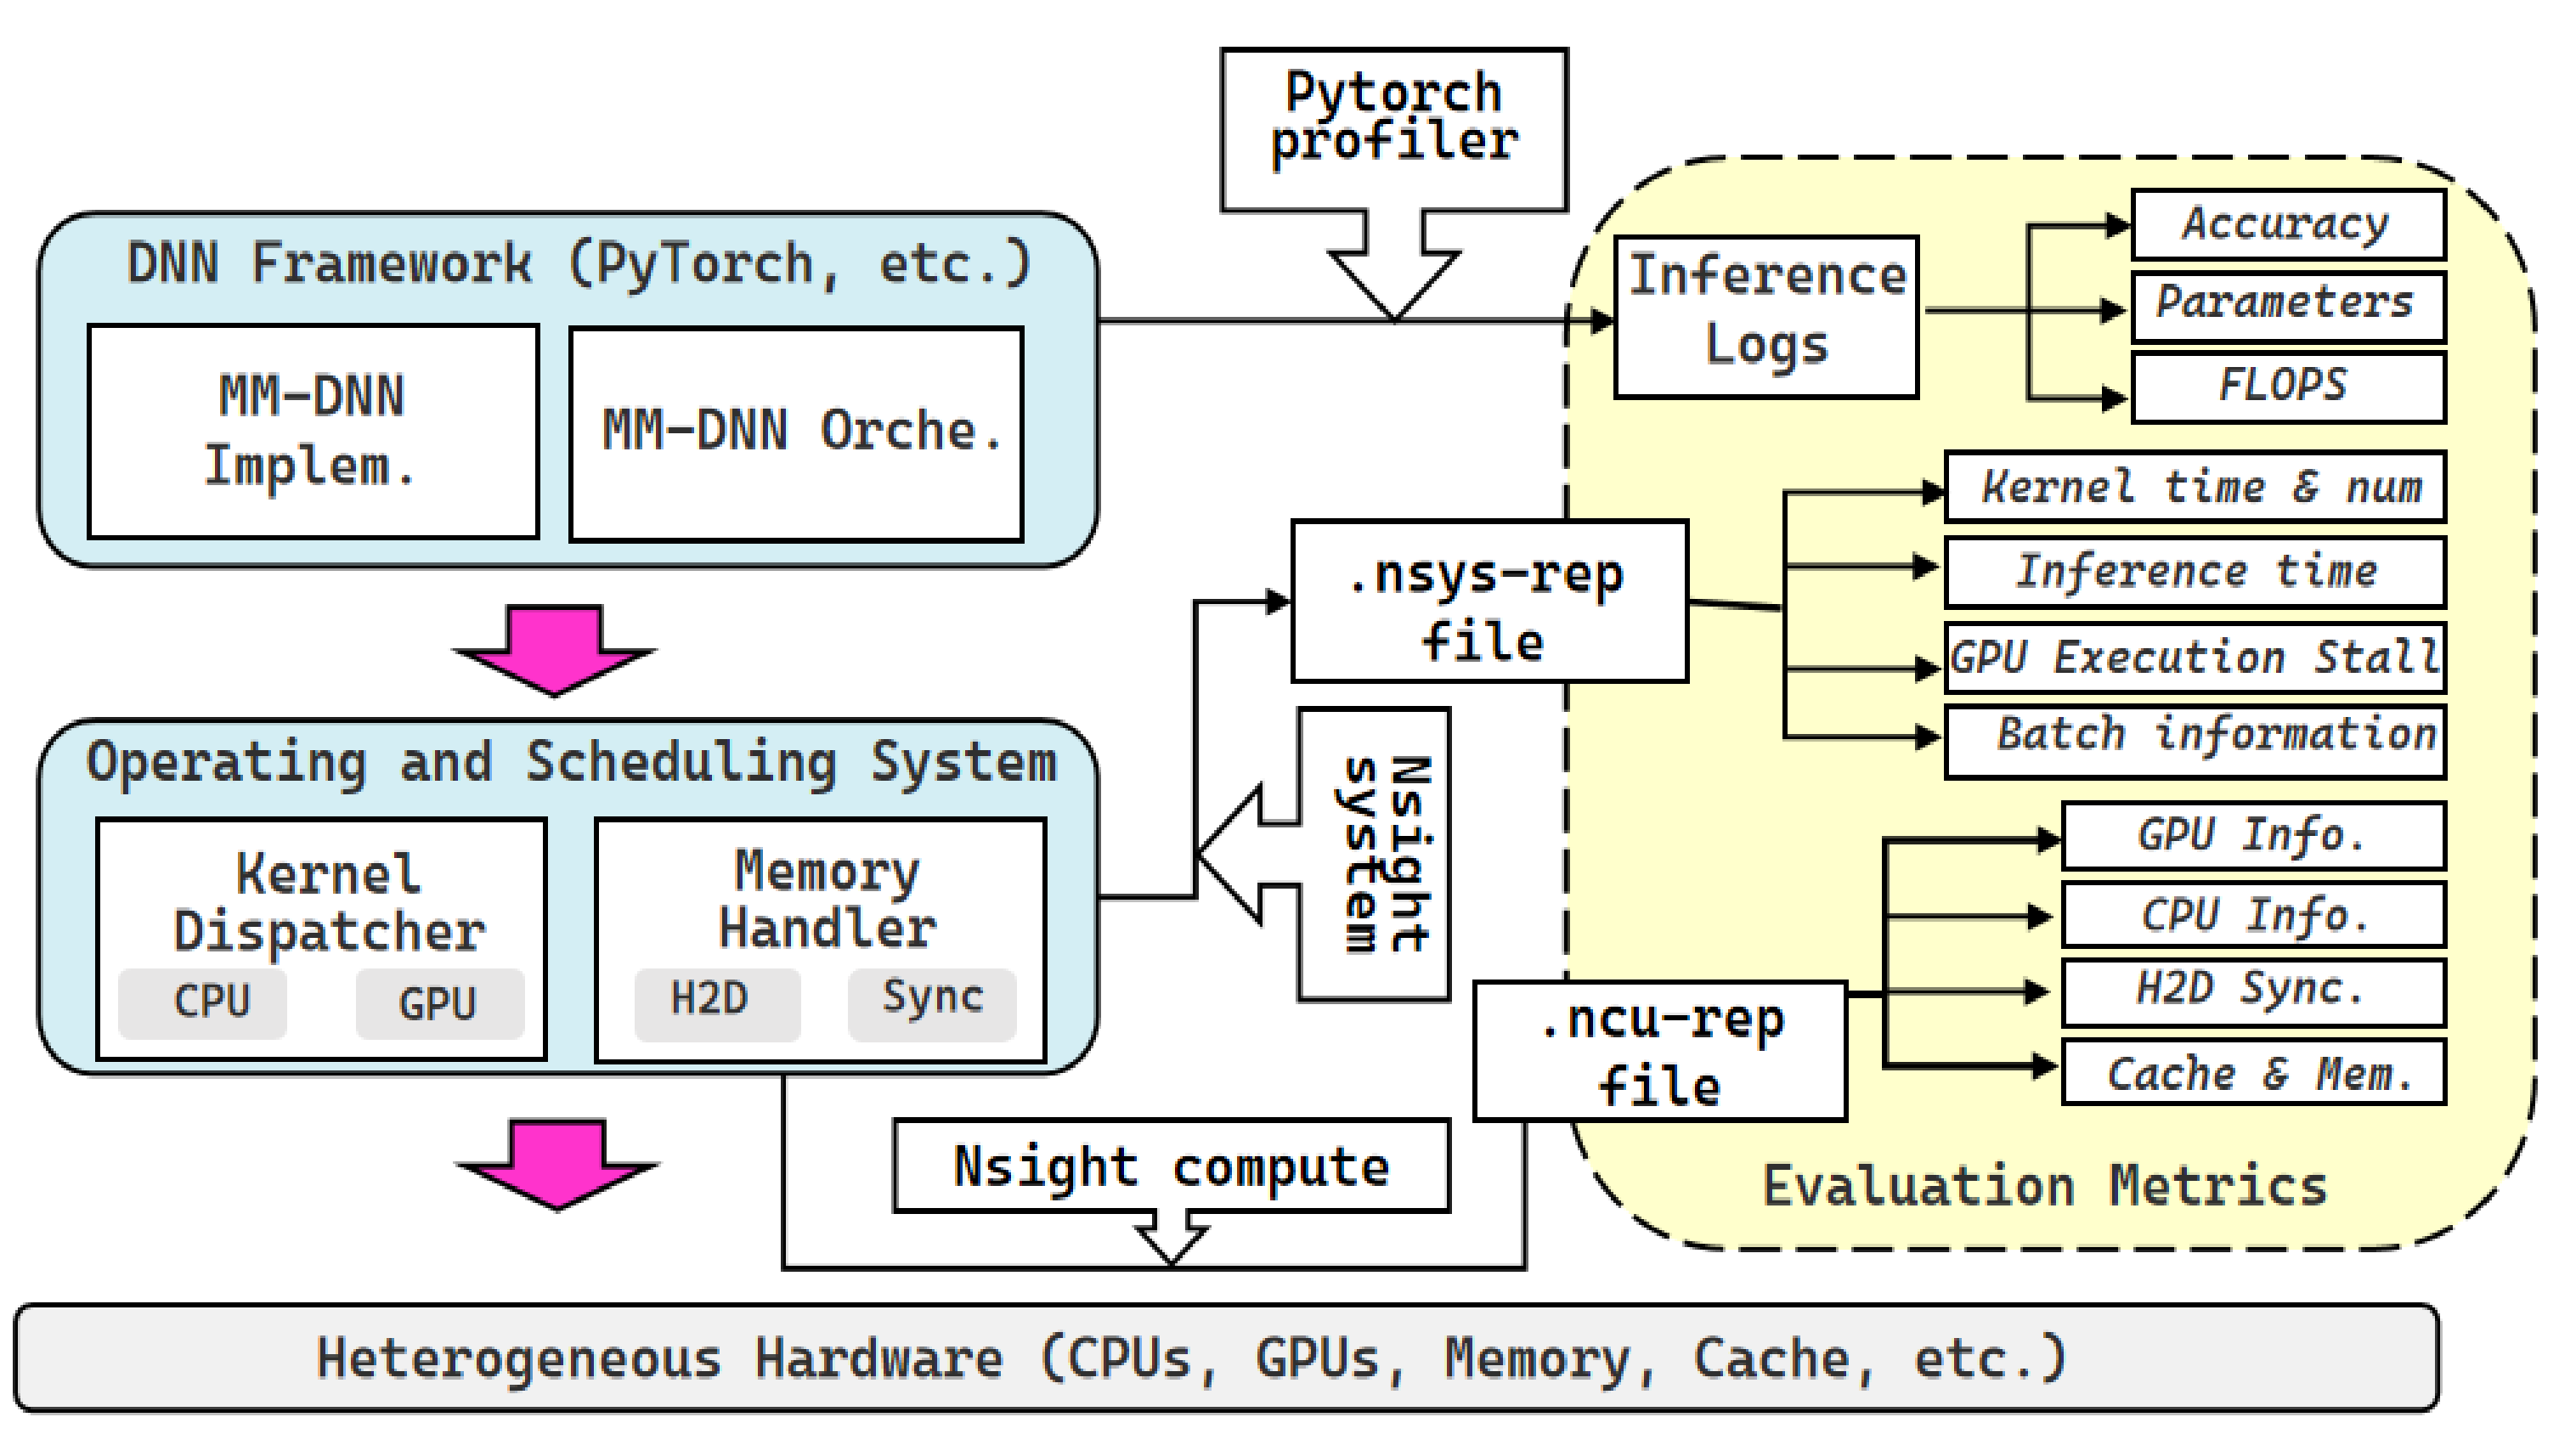 Pytorch
profiler
DNN Framework (PyTorch, etc.)
MM-DNN
Implem.
MM-DNN Orche.
Inference
Logs
Accuracy
Parameters
FLOPS
.nsys-rep
file
Kernel time & num
Inference time
GPU Execution Stall
Batch information
Operating and Scheduling System
Kernel
Dispatcher
CPU
GPU
Memory
Handler
H2D
Sync
Nsight
system
.ncu-rep
file
GPU Info.
CPU Info.
H2D Sync.
Cache & Mem.
Nsight compute
Evaluation Metrics
Heterogeneous Hardware (CPUs, GPUs, Memory, Cache, etc.)